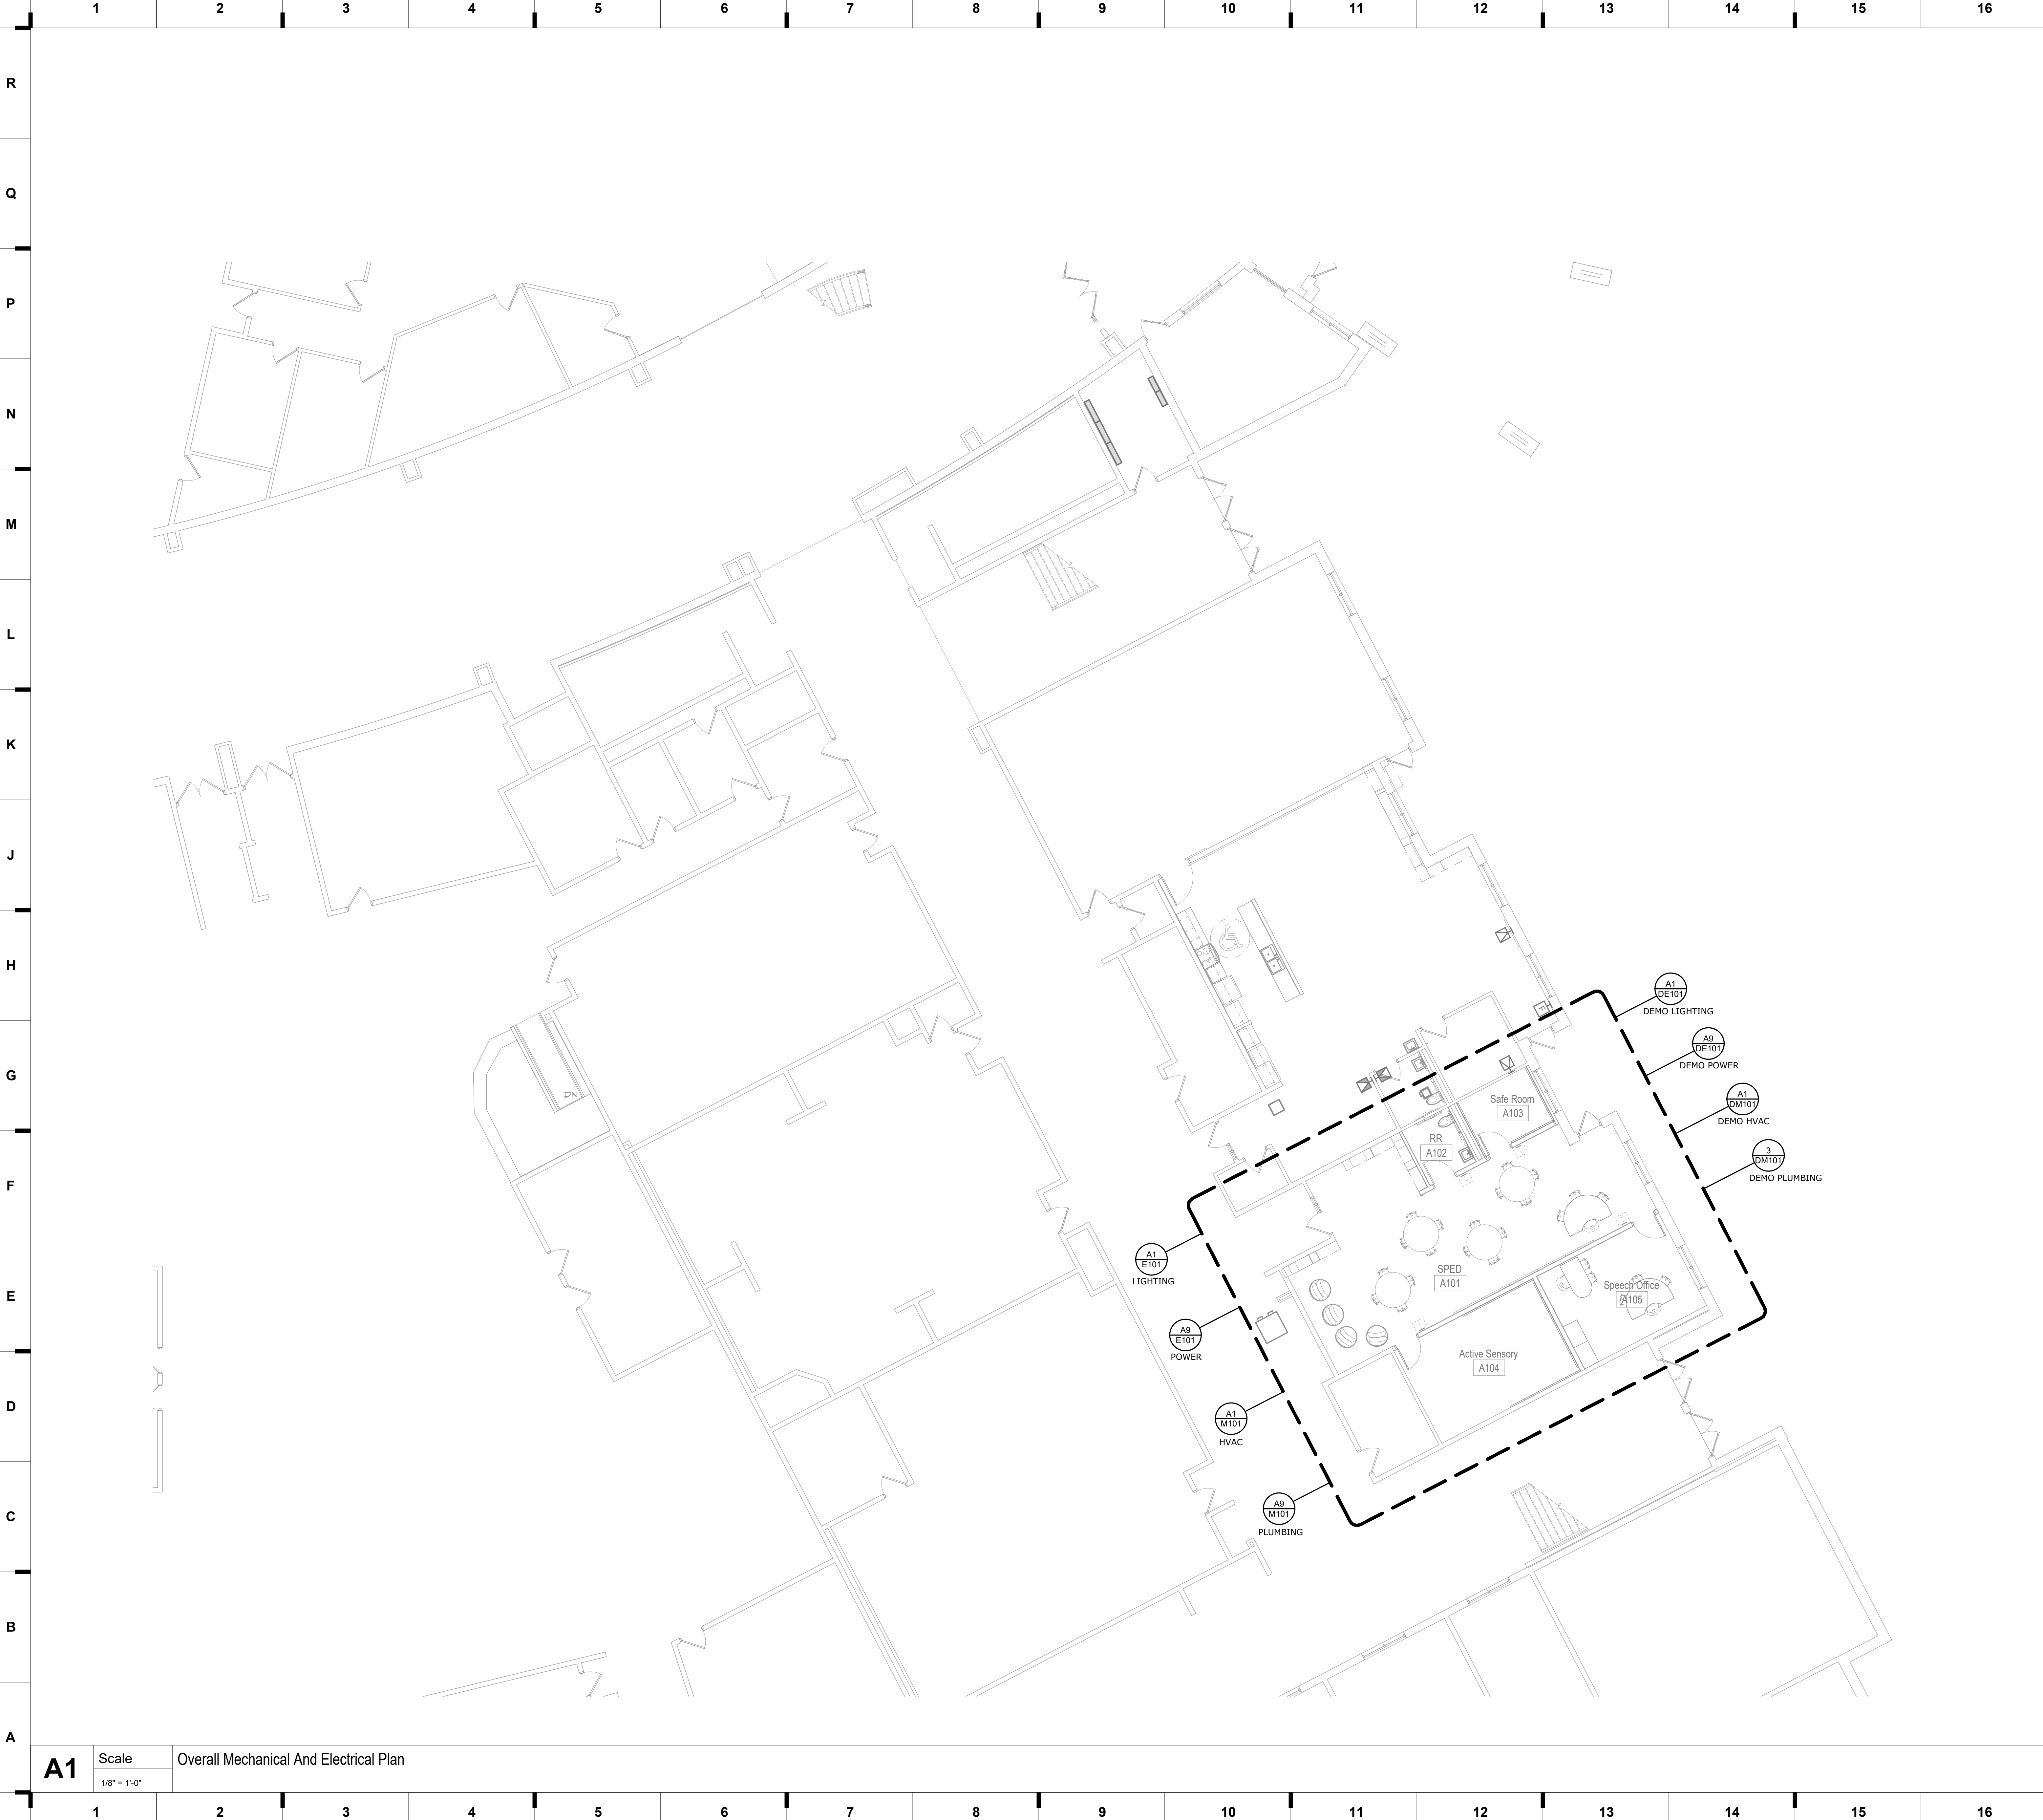 1 2 3 4 5 6 7 8 9 10 11 12 13 14 15 16
R
Q
P
N
M
L
K
J
H
G
F
E
D
C
B
A
DN
A1
DE101
DEMO LIGHTING
A9
DE101
DEMO POWER
A1
DM101
DEMO HVAC
3
DM101
DEMO PLUMBING
Safe Room
A103
RR
A102
SPED
A101
Speech Office
A105
Active Sensory
A104
A1
E101
LIGHTING
A9
E101
POWER
A1
M101
HVAC
A9
M101
PLUMBING
A1
Scale
1/8" = 1'-0"
Overall Mechanical And Electrical Plan
1 2 3 4 5 6 7 8 9 10 11 12 13 14 15 16